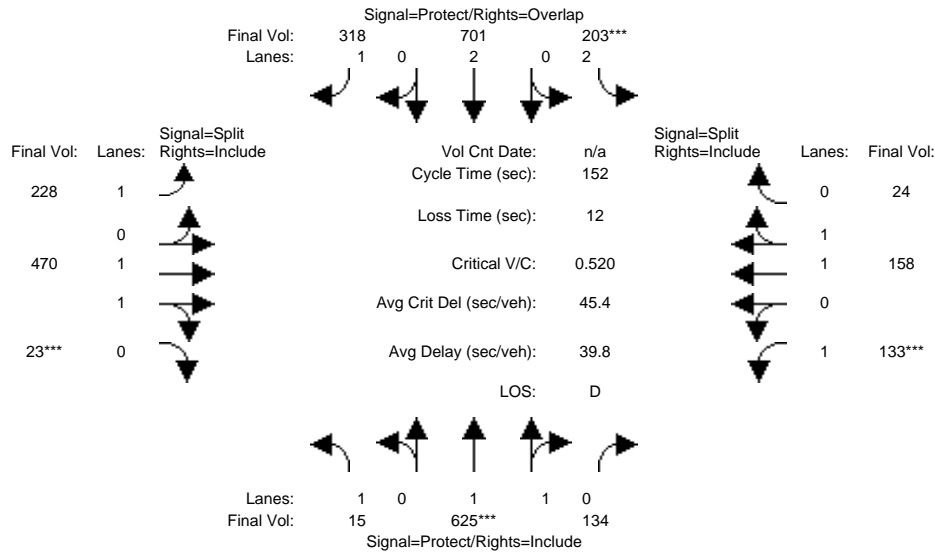 Signal=Protect/Rights=Overlap
Final Vol: 318 701 203***
Lanes: 1 0 2 0 2
Signal=Split Signal=Split
Final Vol: Lanes: Rights=Include Vol Cnt Date: n/a Rights=Include Lanes: Final Vol:
Cycle Time (sec): 152
228 1 0 24
Loss Time (sec): 12
0 1
470 1 Critical V/C: 0.520 1 158
1 Avg Crit Del (sec/veh): 45.4 0
23*** 0 Avg Delay (sec/veh): 39.8 1 133***
LOS: D
Lanes: 1 0 1 1 0
Final Vol: 15 625*** 134
Signal=Protect/Rights=Include